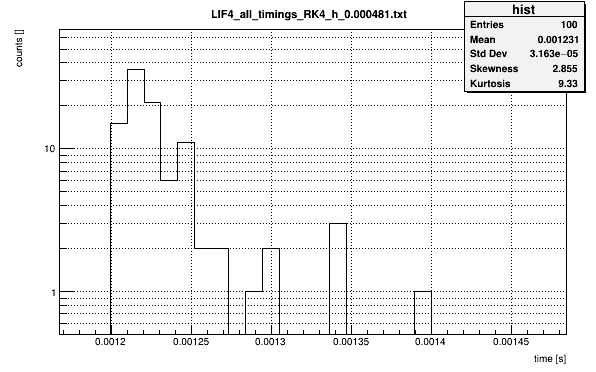 LIF4_all_timings_RK4_h_0.000481.txt
hist
Entries 100
Mean 0.001231
Std Dev 3.163e−05
Skewness 2.855
Kurtosis 9.33
counts []
10
1
0.0012 0.00125 0.0013 0.00135 0.0014 0.00145
time [s]